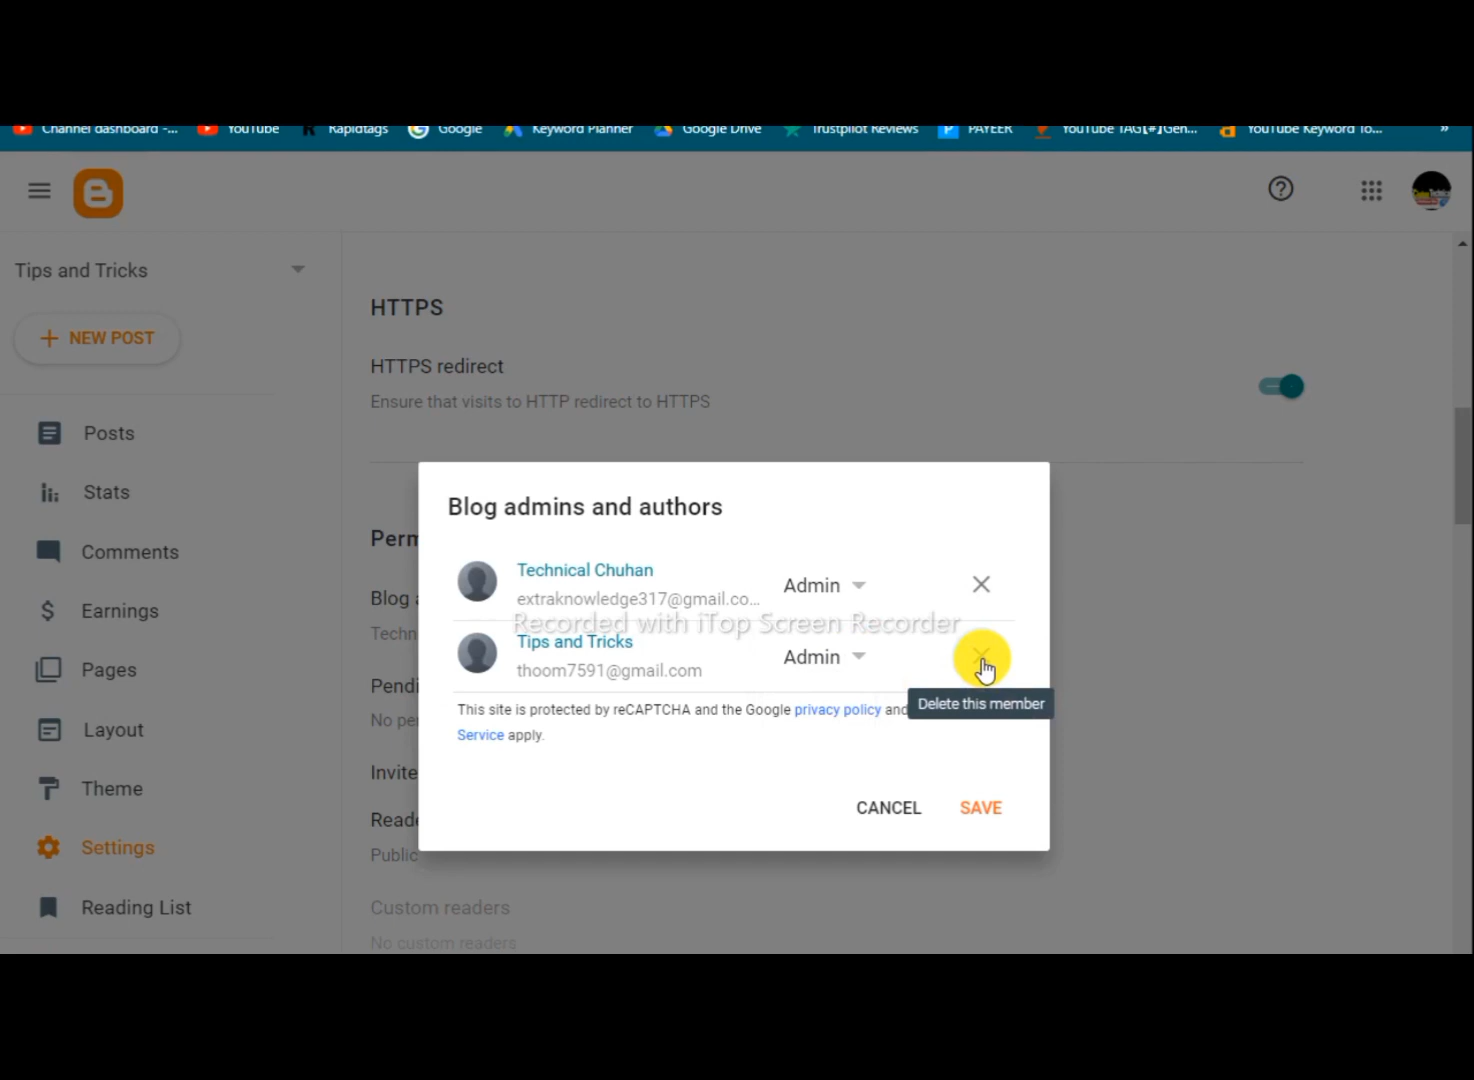 Channel dashboard -...
YouTube
Rapidtags
Google
Keyword Planner
Google Drive
Trustpilot Reviews
PAYEER
YouTube TAG【#】Gen...
YouTube Keyword To...
»
Tips and Tricks
NEW POST
Posts
Stats
Comments
Earnings
Pages
Layout
Theme
Settings
Reading List
HTTPS
HTTPS redirect
Ensure that visits to HTTP redirect to HTTPS
Perm
Blog a
Techn
Pendi
No pe
Invite
Reade
Public
Custom readers
No custom readers
Blog admins and authors
Technical Chuhan
extraknowledge317@gmail.co...
Admin
Recorded with iTop Screen Recorder
Tips and Tricks
thoom7591@gmail.com
Admin
Delete this member
This site is protected by reCAPTCHA and the Google privacy policy and
Service apply.
CANCEL
SAVE